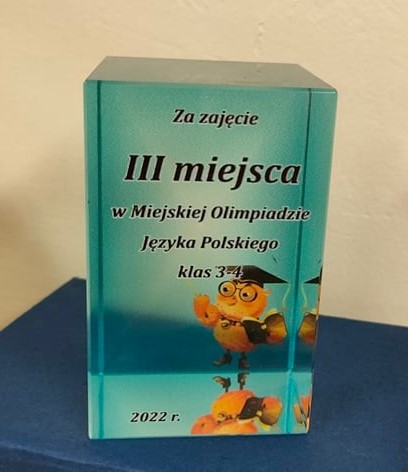 Za zajęcie
III miejsca
w Miejskiej Olimpiadzie
Języka Polskiego
klas 3-4
2022 r.